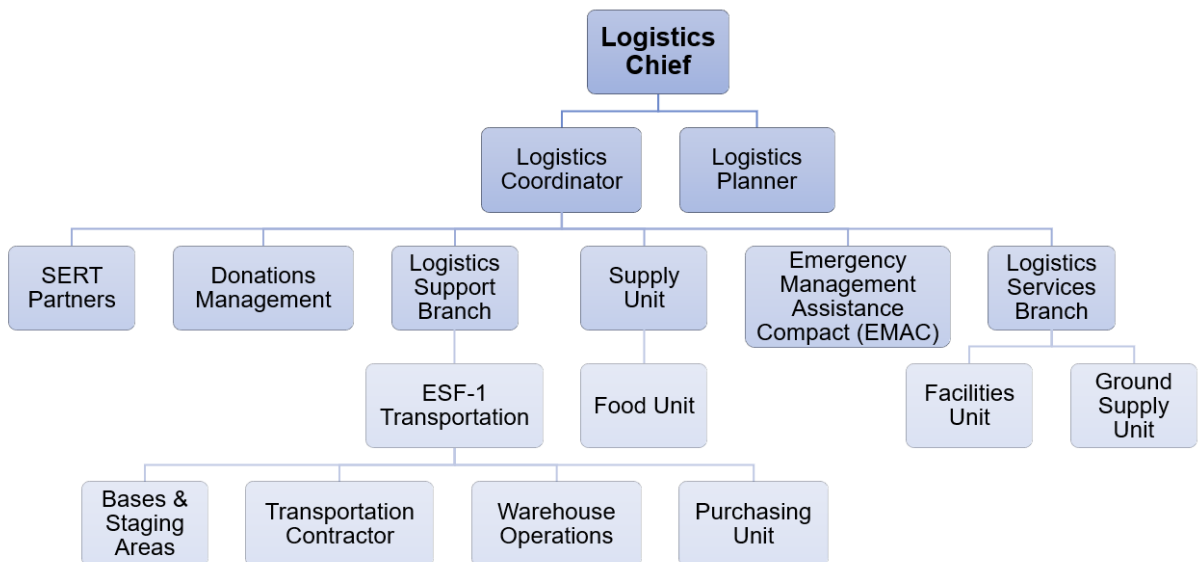 Logistics
Chief
Logistics
Coordinator
Logistics
Planner
SERT
Partners
Donations
Management
Logistics
Support
Branch
Supply
Unit
Emergency
Management
Assistance
Compact (EMAC)
Logistics
Services
Branch
ESF-1
Transportation
Food Unit
Facilities
Unit
Ground
Supply
Unit
Bases &
Staging
Areas
Transportation
Contractor
Warehouse
Operations
Purchasing
Unit